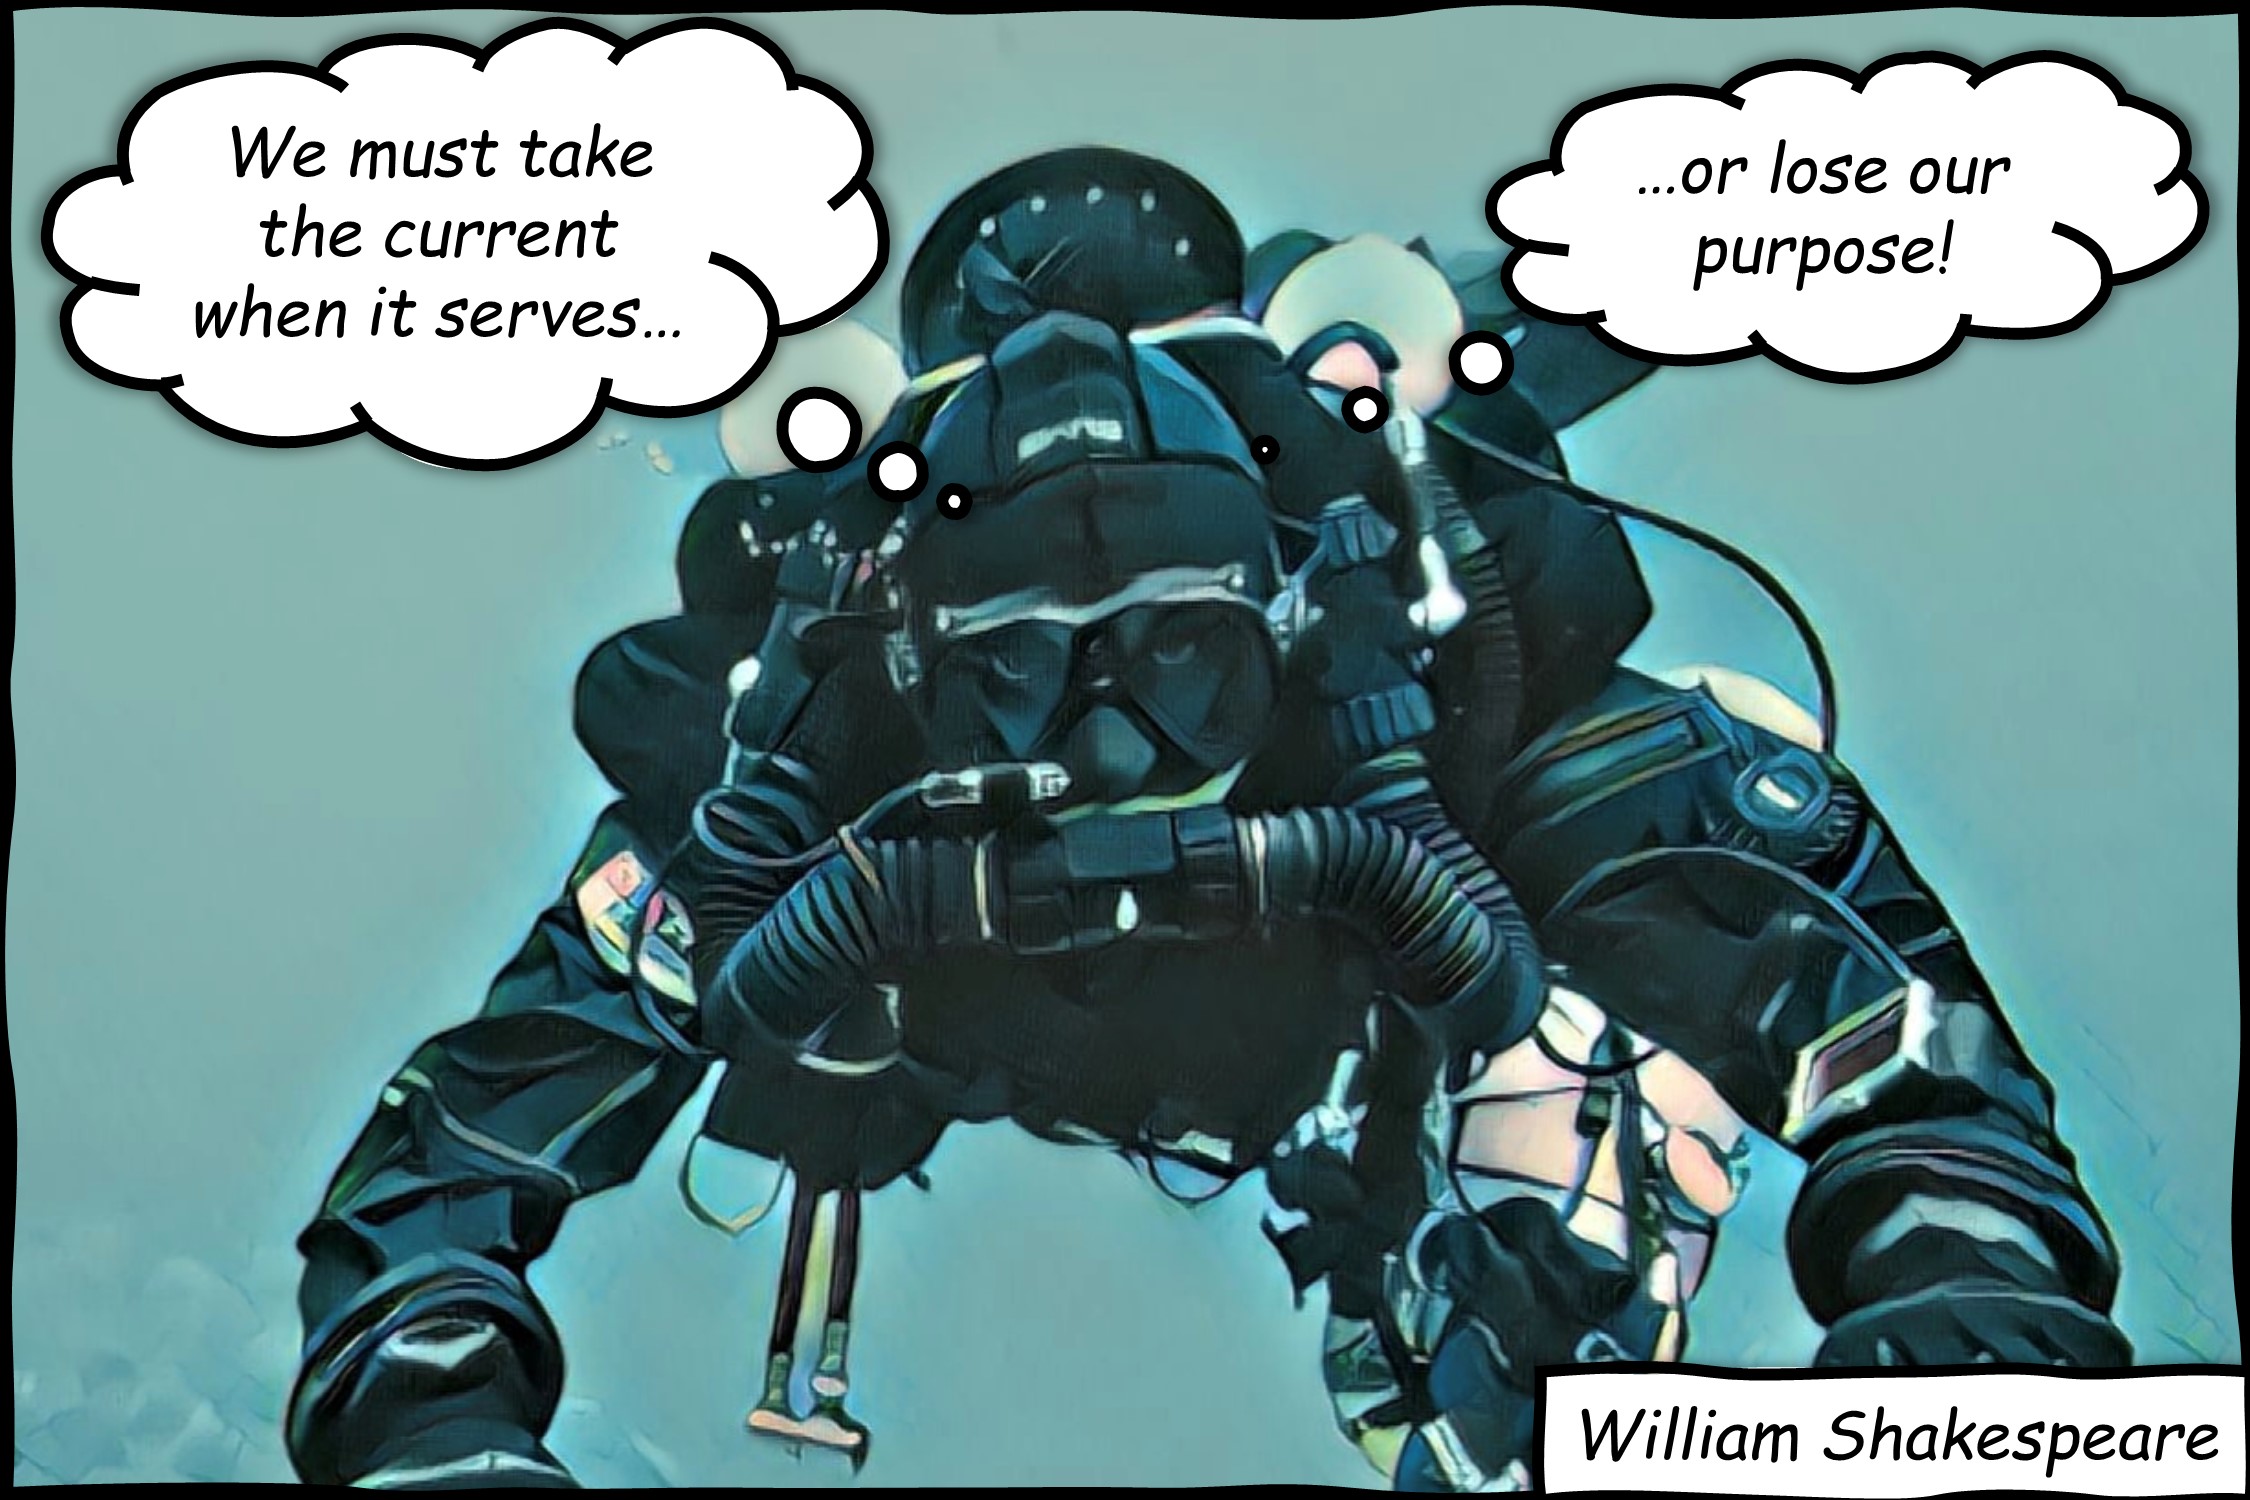 We must take
the current
when it serves...
...or lose our
purpose!
William Shakespeare